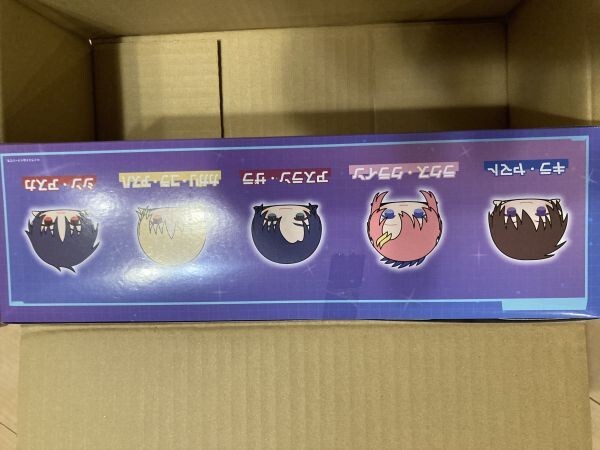 キラ・ヤマト
ラクス・クライン
アスラン・ザラ
カガリ・ユラ・アスハ
シン・アスカ